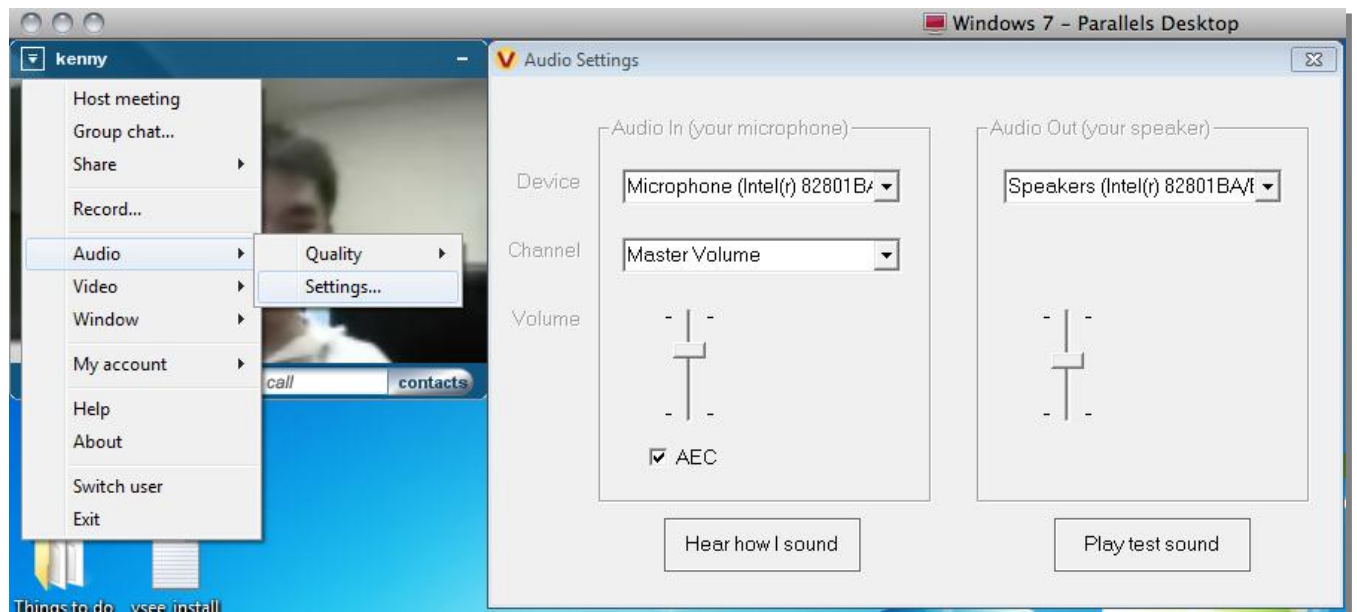 Windows 7 - Parallels Desktop
kenny
Host meeting
Group chat...
Share
Record...
Audio
Video
Window
My account
Help
About
Switch user
Exit
Quality
Settings...
call
contacts
Things to do
vsee_install
Audio Settings
Audio In (your microphone)
Device
Microphone (Intel(r) 82801BA
Channel
Master Volume
Volume
AEC
Hear how I sound
Audio Out (your speaker)
Speakers (Intel(r) 82801BA/
Play test sound